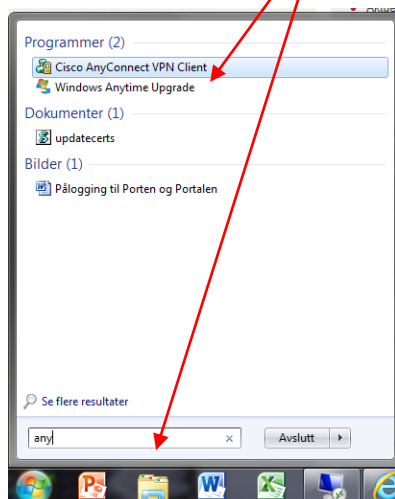 Programmer (2)
Cisco AnyConnect VPN Client
Windows Anytime Upgrade
Dokumenter (1)
updatecerts
Bilder (1)
Pålogging til Porten og Portalen
Se flere resultater
any
Avslutt